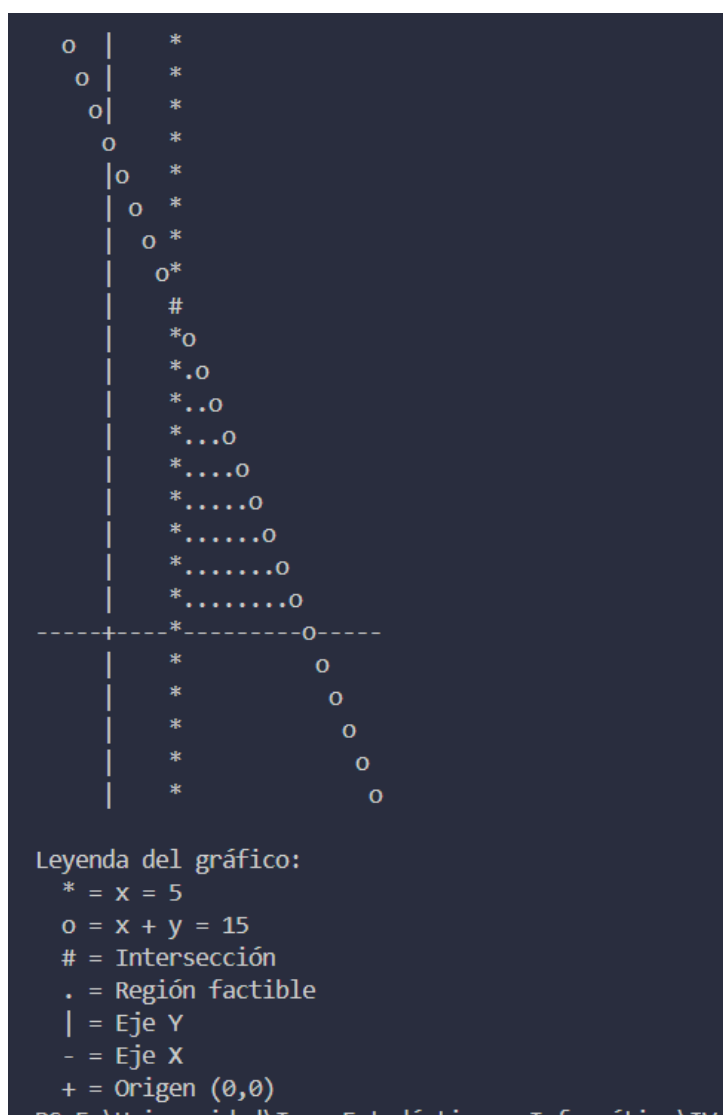 o  |    *
   o |    *
    o|    *
     o    *
     |o   *
     | o  *
     |  o *
     |   o*
     |    #
     |    *o
     |    *.o
     |    *..o
     |    *...o
     |    *....o
     |    *.....o
     |    *......o
     |    *.......o
     |    *........o
-----+----*---------o-----
     |    *          o
     |    *           o
     |    *            o
     |    *             o
     |    *              o
Leyenda del gráfico:
  * = x = 5
  o = x + y = 15
  # = Intersección
  . = Región factible
  | = Eje Y
  - = Eje X
  + = Origen (0,0)